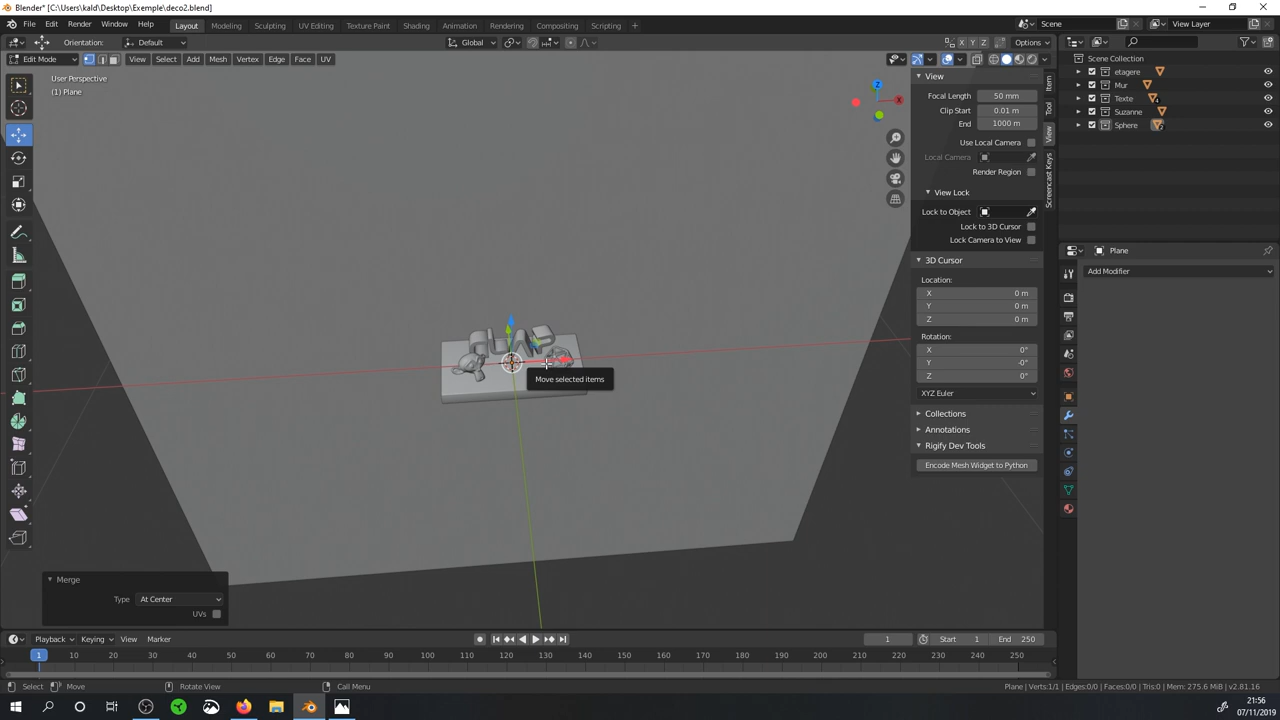 Blender* [C:\Users\kald\Desktop\Exemple\deco2.blend]
File Edit Render Window Help Layout Modeling Sculpting UV Editing Texture Paint Shading Animation Rendering Compositing Scripting + Scene View Layer
Orientation: Default Global X Y Z Options
Edit Mode View Select Add Mesh Vertex Edge Face UV
User Perspective
(1) Plane
Z
X
View
Focal Length 50 mm
Clip Start 0.01 m
End 1000 m
Use Local Camera
Local Camera
Render Region
View Lock
Lock to Object
Lock to 3D Cursor
Lock Camera to View
3D Cursor
Location:
X 0 m
Y 0 m
Z 0 m
Rotation:
X 0°
Y -0°
Z 0°
XYZ Euler
Collections
Annotations
Rigify Dev Tools
Encode Mesh Widget to Python
Item
Tool
View
Screencast Keys
Scene Collection
etagere
Mur
Texte
Suzanne
Sphere
Plane
Add Modifier
Move selected items
Merge
Type At Center
UVs
Playback Keying View Marker 1 Start 1 End 250
1 10 20 30 40 50 60 70 80 90 100 110 120 130 140 150 160 170 180 190 200 210 220 230 240 250
Select Move Rotate View Call Menu Plane | Verts:1/1 | Edges:0/0 | Faces:0/0 | Tris:0 | Mem: 275.6 MiB | v2.81.16
21:56
07/11/2019